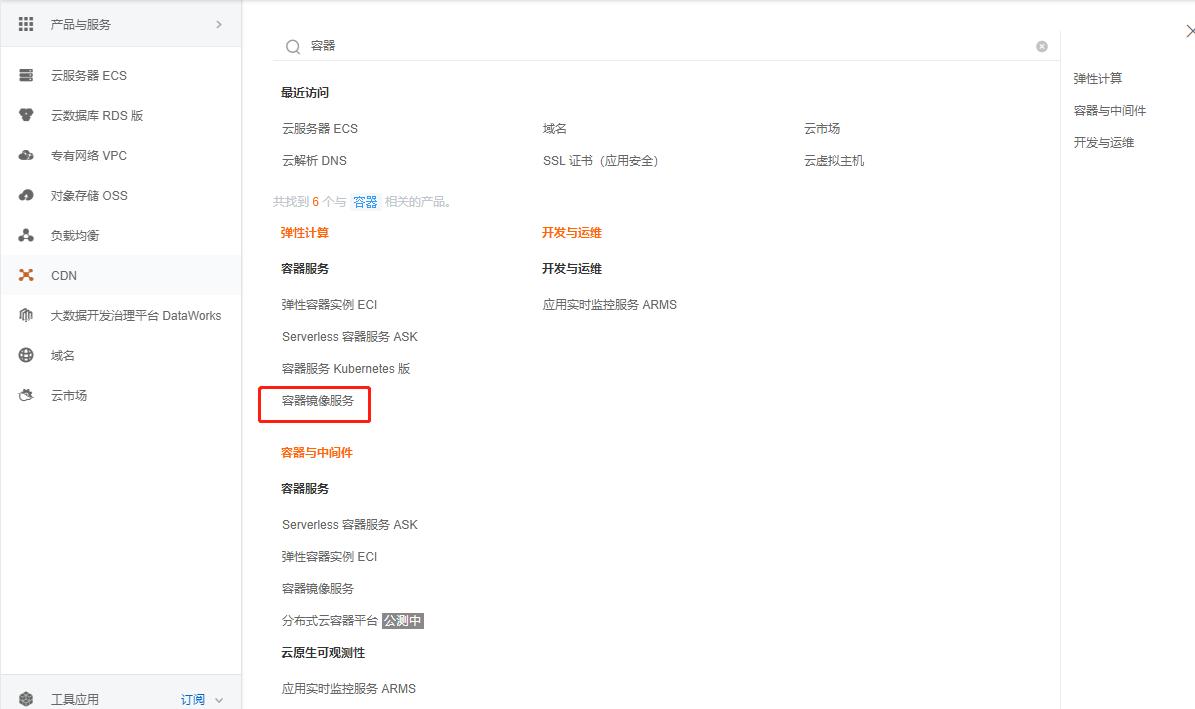 产品与服务
云服务器 ECS
云数据库 RDS 版
专有网络 VPC
对象存储 OSS
负载均衡
CDN
大数据开发治理平台 DataWorks
域名
云市场
工具应用 订阅
容器
最近访问
云服务器 ECS 域名 云市场
云解析 DNS SSL 证书（应用安全） 云虚拟主机
共找到 6 个与 容器 相关的产品。
弹性计算
容器服务
弹性容器实例 ECI
Serverless 容器服务 ASK
容器服务 Kubernetes 版
容器镜像服务
容器与中间件
容器服务
Serverless 容器服务 ASK
弹性容器实例 ECI
容器镜像服务
分布式云容器平台 公测中
云原生可观测性
应用实时监控服务 ARMS
开发与运维
开发与运维
应用实时监控服务 ARMS
弹性计算
容器与中间件
开发与运维